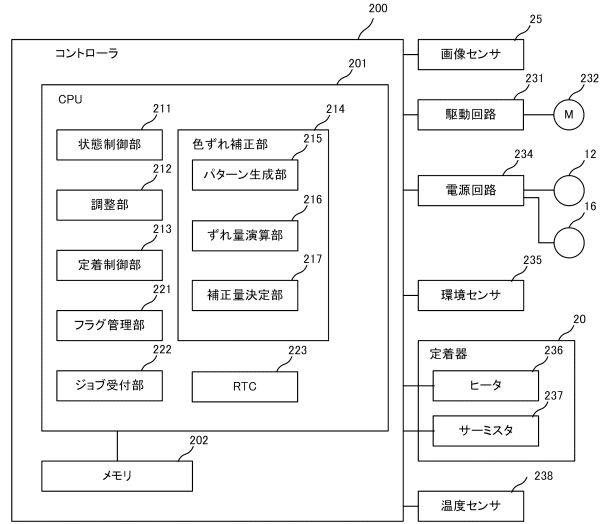 200
コントローラ
201
CPU
211
状態制御部
212
調整部
213
定着制御部
221
フラグ管理部
222
ジョブ受付部
214
色ずれ補正部
215
パターン生成部
216
ずれ量演算部
217
補正量決定部
223
RTC
202
メモリ
25
画像センサ
231
駆動回路
232
M
234
電源回路
12
16
235
環境センサ
20
定着器
236
ヒータ
237
サーミスタ
238
温度センサ